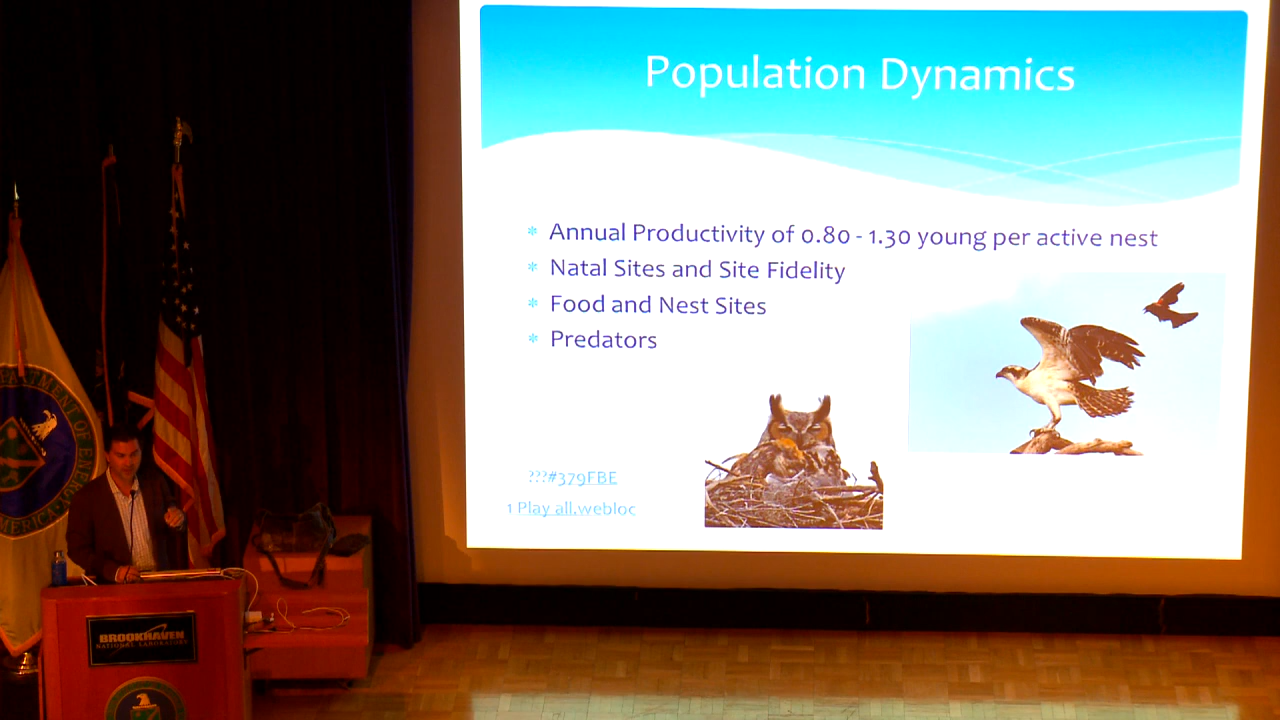 Population Dynamics
* Annual Productivity of 0.80 - 1.30 young per active nest
* Natal Sites and Site Fidelity
* Food and Nest Sites
* Predators
???#379FBE
1 Play all.webloc
BROOKHAVEN
NATIONAL LABORATORY